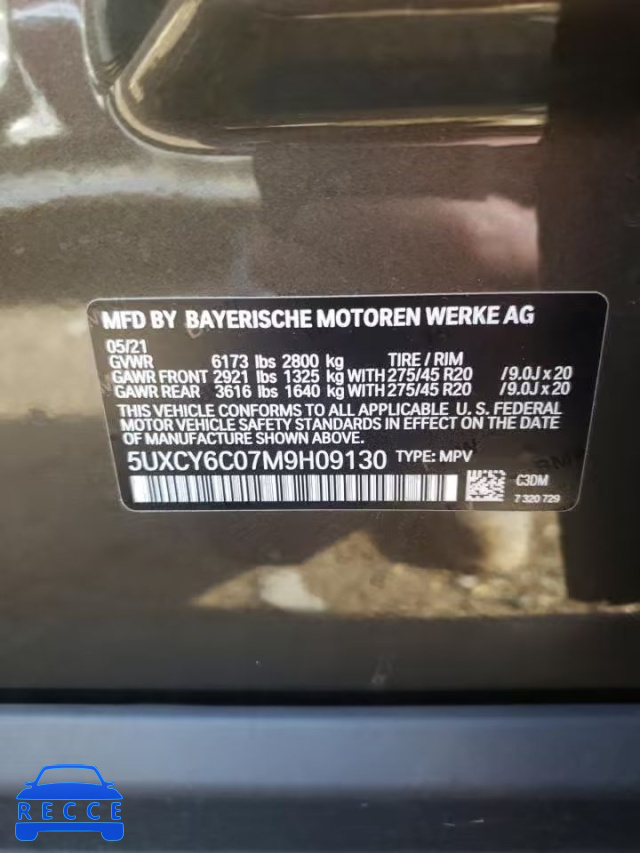 MFD BY BAYERISCHE MOTOREN WERKE AG
05/21
GVWR 6173 lbs 2800 kg TIRE / RIM
GAWR FRONT 2921 lbs 1325 kg WITH 275/45 R20 /9.0J x 20
GAWR REAR 3616 lbs 1640 kg WITH 275/45 R20 /9.0J x 20
THIS VEHICLE CONFORMS TO ALL APPLICABLE U. S. FEDERAL
MOTOR VEHICLE SAFETY STANDARDS IN EFFECT ON THE DATE
OF MANUFACTURE SHOWN ABOVE.
5UXCY6C07M9H09130 TYPE: MPV
C3DM
7 320 729
RECCE